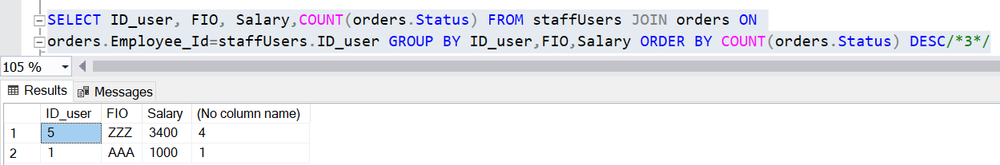 SELECT ID_user, FIO, Salary,COUNT(orders.Status) FROM staffUsers JOIN orders ON
orders.Employee_Id=staffUsers.ID_user GROUP BY ID_user,FIO,Salary ORDER BY COUNT(orders.Status) DESC/*3*/
105 %
Results Messages
ID_user FIO Salary (No column name)
1 5 ZZZ 3400 4
2 1 AAA 1000 1